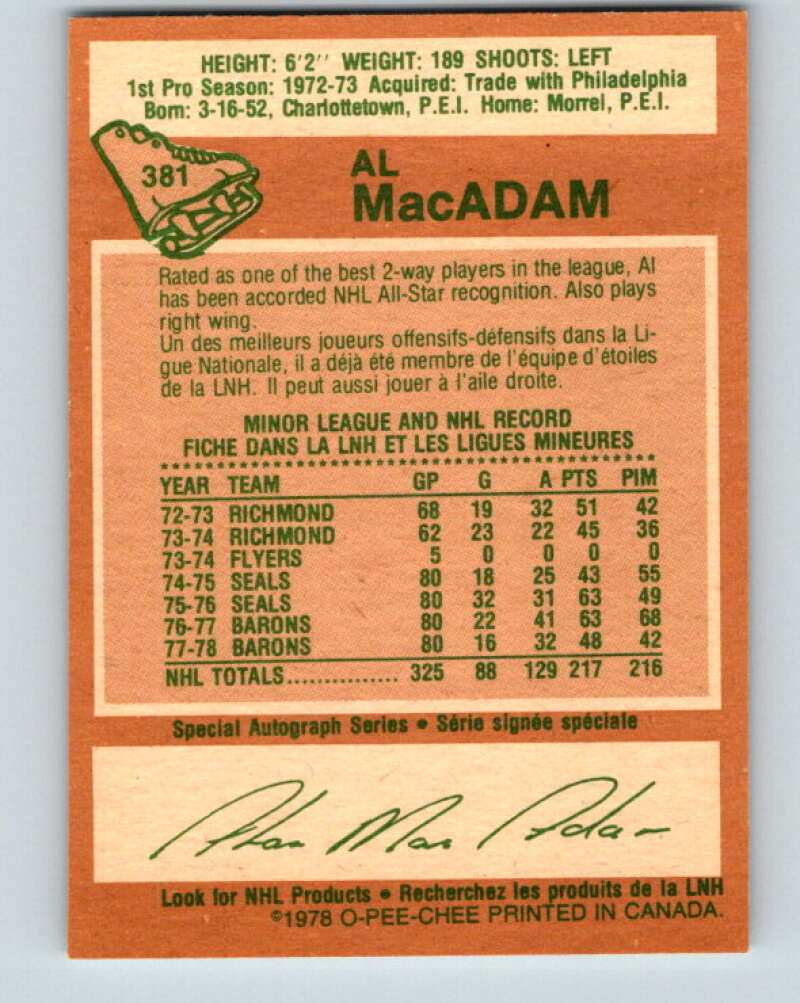 HEIGHT: 6'2'' WEIGHT: 189 SHOOTS: LEFT
1st Pro Season: 1972-73 Acquired: Trade with Philadelphia
Born: 3-16-52, Charlottetown, P.E.I. Home: Morrel, P.E.I.
381
AL
MacADAM
Rated as one of the best 2-way players in the league, Al
has been accorded NHL All-Star recognition. Also plays
right wing.
Un des meilleurs joueurs offensifs-défensifs dans la Li-
gue Nationale, il a déjà été membre de l'équipe d'étoiles
de la LNH. Il peut aussi jouer à l'aile droite.
MINOR LEAGUE AND NHL RECORD
FICHE DANS LA LNH ET LES LIGUES MINEURES
YEAR TEAM GP G A PTS PIM
72-73 RICHMOND 68 19 32 51 42
73-74 RICHMOND 62 23 22 45 36
73-74 FLYERS 5 0 0 0 0
74-75 SEALS 80 18 25 43 55
75-76 SEALS 80 32 31 63 49
76-77 BARONS 80 22 41 63 68
77-78 BARONS 80 16 32 48 42
NHL TOTALS............... 325 88 129 217 216
Special Autograph Series • Série signée spéciale
Alan Mac Adam
Look for NHL Products • Recherchez les produits de la LNH
©1978 O-PEE-CHEE PRINTED IN CANADA.